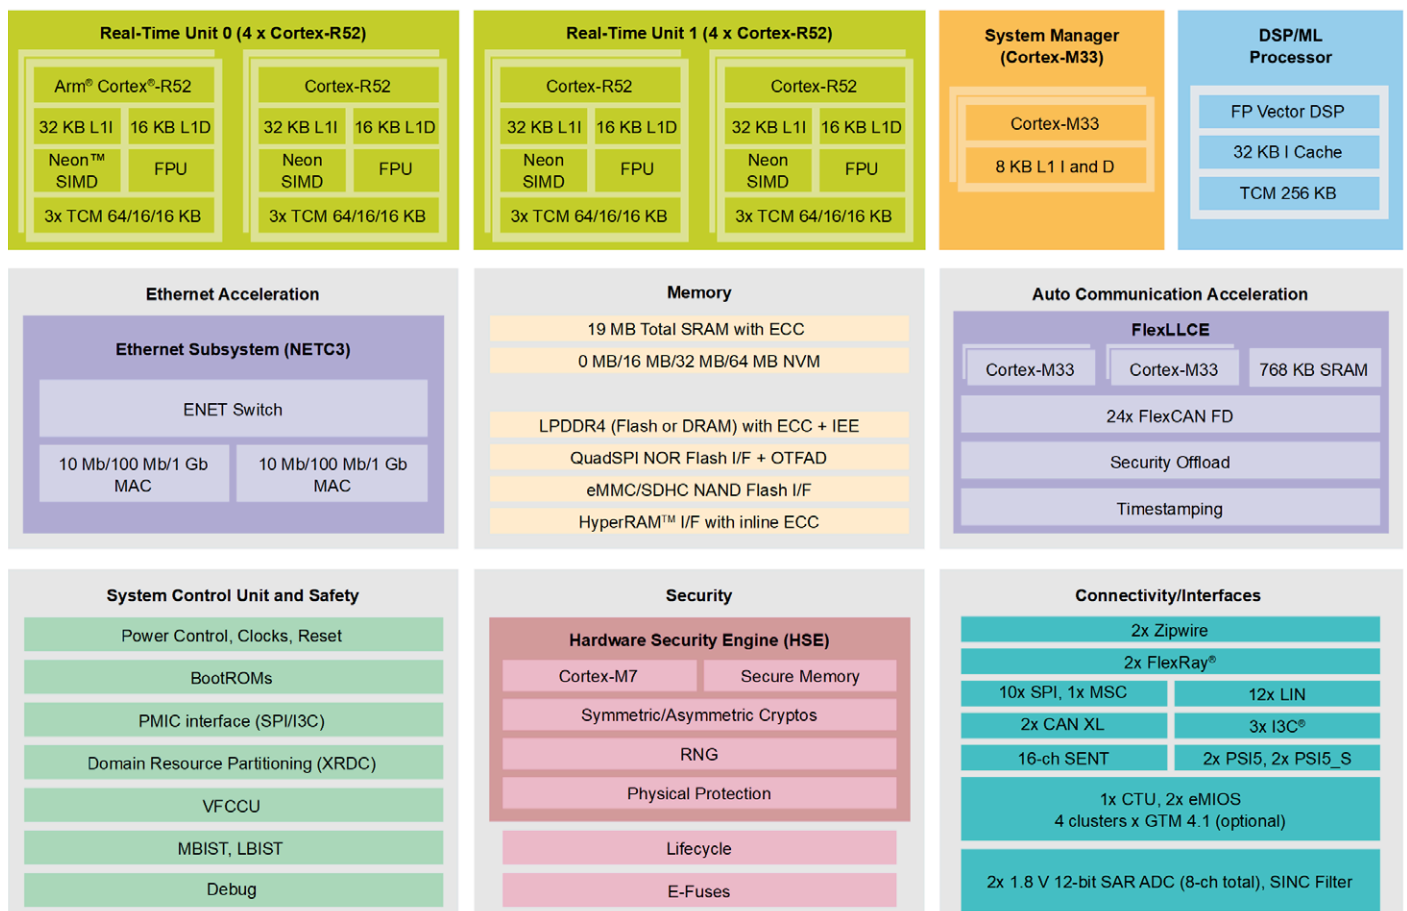 Real-Time Unit 0 (4 x Cortex-R52)
Arm® Cortex®-R52
32 KB L1I
16 KB L1D
Neon™
SIMD
FPU
3x TCM 64/16/16 KB
Cortex-R52
32 KB L1I
16 KB L1D
Neon
SIMD
FPU
3x TCM 64/16/16 KB
Real-Time Unit 1 (4 x Cortex-R52)
Cortex-R52
32 KB L1I
16 KB L1D
Neon
SIMD
FPU
3x TCM 64/16/16 KB
Cortex-R52
32 KB L1I
16 KB L1D
Neon
SIMD
FPU
3x TCM 64/16/16 KB
System Manager
(Cortex-M33)
Cortex-M33
8 KB L1 I and D
DSP/ML
Processor
FP Vector DSP
32 KB I Cache
TCM 256 KB
Ethernet Acceleration
Ethernet Subsystem (NETC3)
ENET Switch
10 Mb/100 Mb/1 Gb
MAC
10 Mb/100 Mb/1 Gb
MAC
Memory
19 MB Total SRAM with ECC
0 MB/16 MB/32 MB/64 MB NVM
LPDDR4 (Flash or DRAM) with ECC + IEE
QuadSPI NOR Flash I/F + OTFAD
eMMC/SDHC NAND Flash I/F
HyperRAM™ I/F with inline ECC
Auto Communication Acceleration
FlexLLCE
Cortex-M33
Cortex-M33
768 KB SRAM
24x FlexCAN FD
Security Offload
Timestamping
System Control Unit and Safety
Power Control, Clocks, Reset
BootROMs
PMIC interface (SPI/I3C)
Domain Resource Partitioning (XRDC)
VFCCU
MBIST, LBIST
Debug
Security
Hardware Security Engine (HSE)
Cortex-M7
Secure Memory
Symmetric/Asymmetric Cryptos
RNG
Physical Protection
Lifecycle
E-Fuses
Connectivity/Interfaces
2x Zipwire
2x FlexRay®
10x SPI, 1x MSC
12x LIN
2x CAN XL
3x I3C®
16-ch SENT
2x PSI5, 2x PSI5_S
1x CTU, 2x eMIOS
4 clusters x GTM 4.1 (optional)
2x 1.8 V 12-bit SAR ADC (8-ch total), SINC Filter